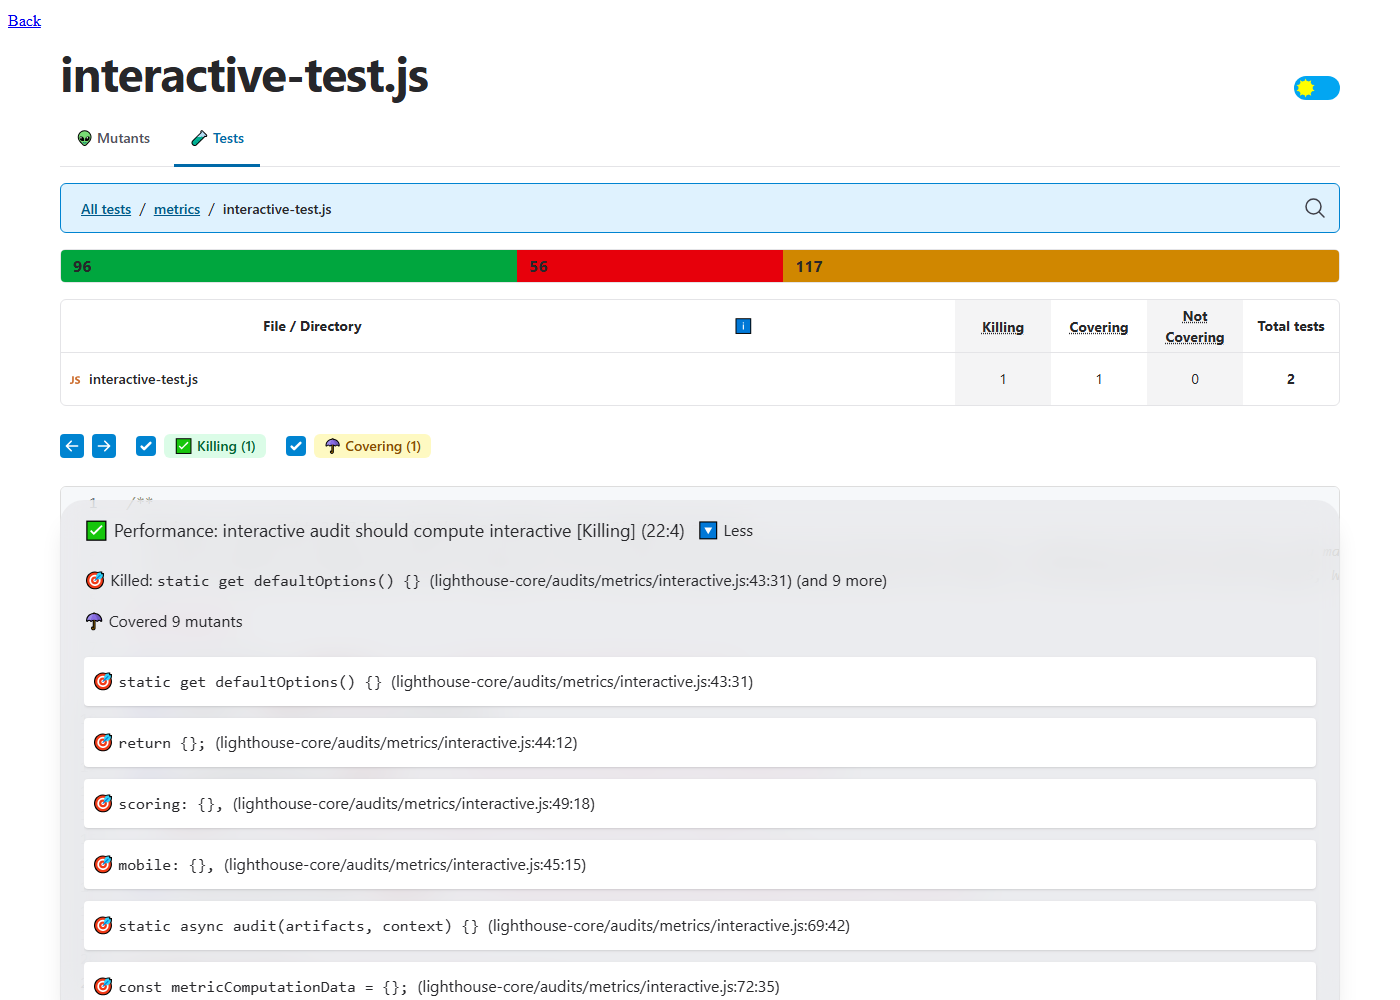 Back
interactive-test.js
Mutants
Tests
All tests / metrics / interactive-test.js
96 56 117
File / Directory Killing Covering Not Covering Total tests
JS interactive-test.js 1 1 0 2
Killing (1) Covering (1)
1 /**
Performance: interactive audit should compute interactive [Killing] (22:4) Less
Killed: static get defaultOptions() {} (lighthouse-core/audits/metrics/interactive.js:43:31) (and 9 more)
Covered 9 mutants
static get defaultOptions() {} (lighthouse-core/audits/metrics/interactive.js:43:31)
return {}; (lighthouse-core/audits/metrics/interactive.js:44:12)
scoring: {}, (lighthouse-core/audits/metrics/interactive.js:49:18)
mobile: {}, (lighthouse-core/audits/metrics/interactive.js:45:15)
static async audit(artifacts, context) {} (lighthouse-core/audits/metrics/interactive.js:69:42)
const metricComputationData = {}; (lighthouse-core/audits/metrics/interactive.js:72:35)